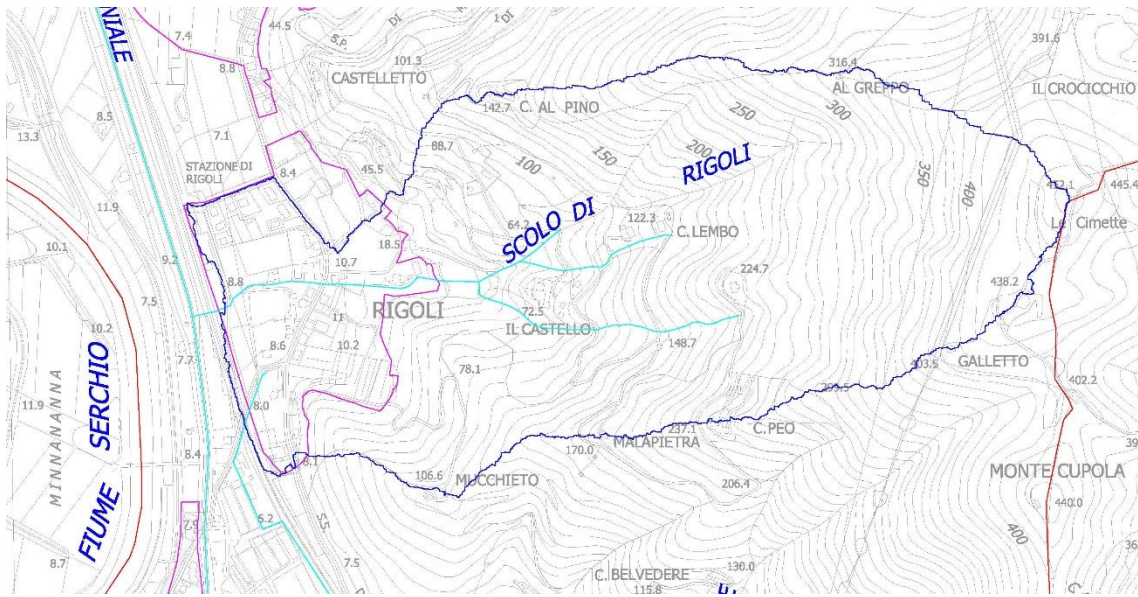 NIALE
7.4
44.5
8.8
S.P.
DI
N
DI
101.3
CASTELLETTO
391.6
316.4
AL GREPPO
IL CROCICCHIO
142.7
C. AL PINO
250
300
8.5
13.3
7.1
88.7
100
150
200
RIGOLI
STAZIONE DI
RIGOLI
8.4
45.5
350
400
445.4
11.9
64.2
SCOLO DI
122.3
C. LEMBO
Le Cimette
10.1
18.5
9.2
10.7
8.8
224.7
438.2
7.5
RIGOLI
72.5
IL CASTELLO
10.2
11
148.7
7.7
8.6
10.2
78.1
403.5
GALLETTO
402.2
FIUME SERCHIO
MINNANANNA
11.9
8.0
237.1
C. PEO
MALAPIETRA
8.4
170.0
8.1
106.6
MUCCHIETO
206.4
MONTE CUPOLA
440.0
7.9
6.2
S.S.
400
8.7
7.5
C. BELVEDERE
130.0
115.8